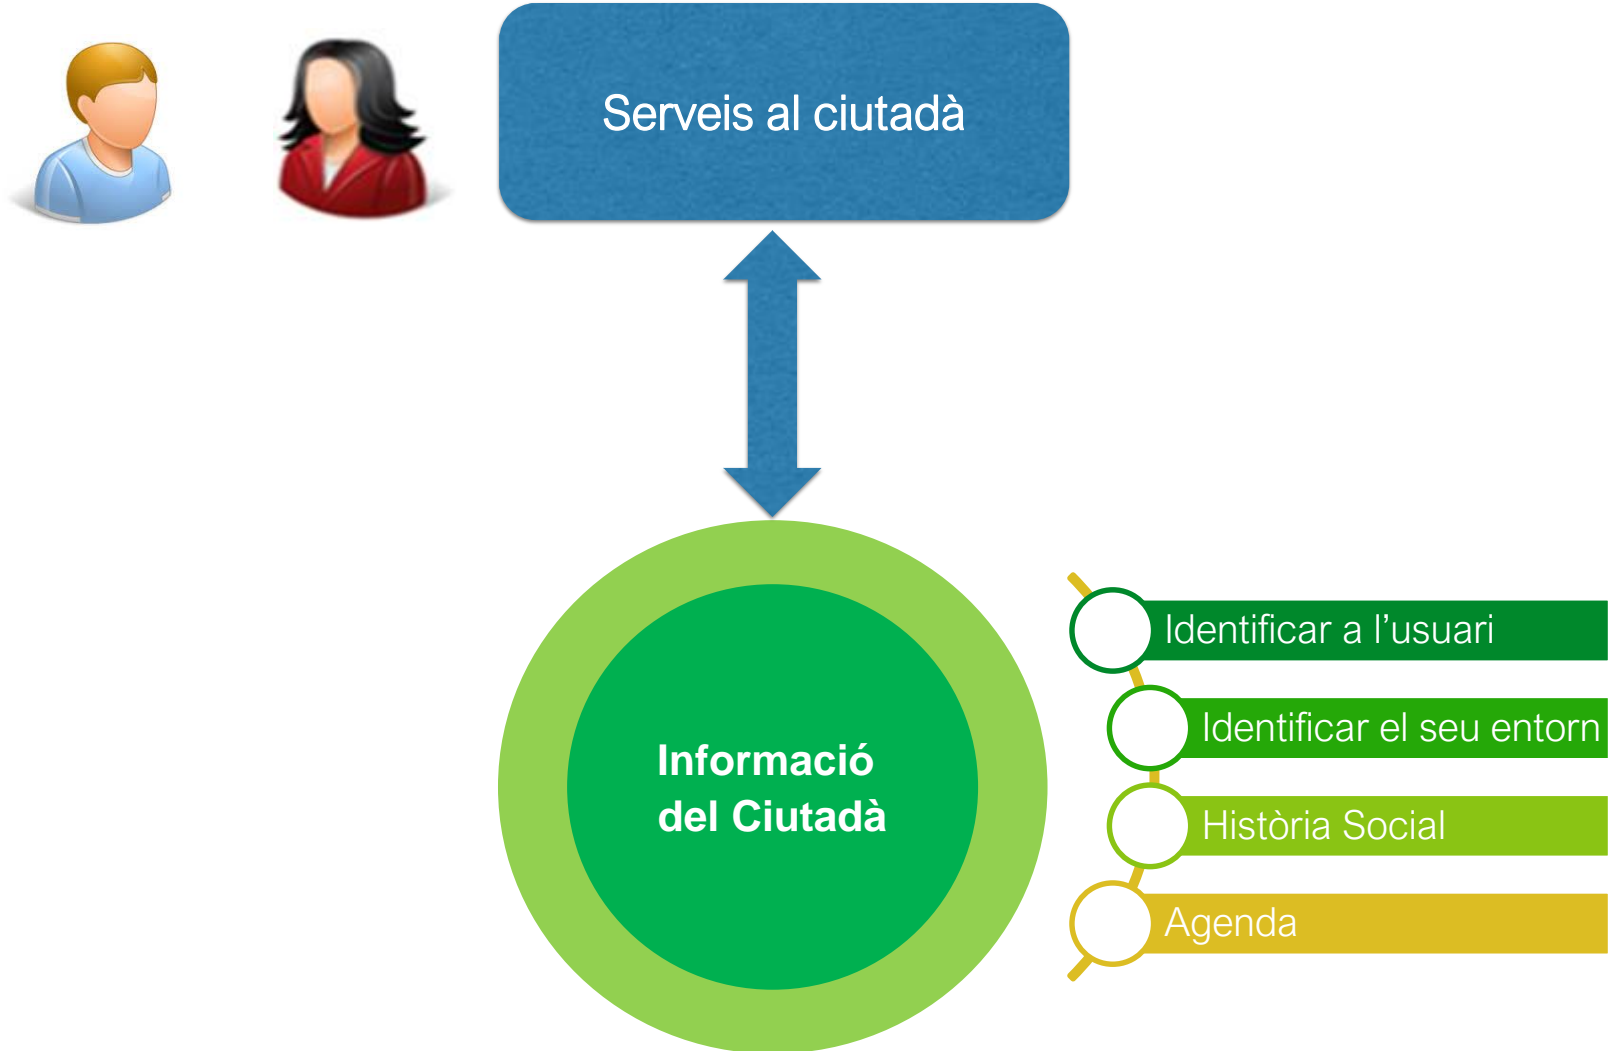 Serveis al ciutadà
Informació
del Ciutadà
Identificar a l’usuari
Identificar el seu entorn
Història Social
Agenda